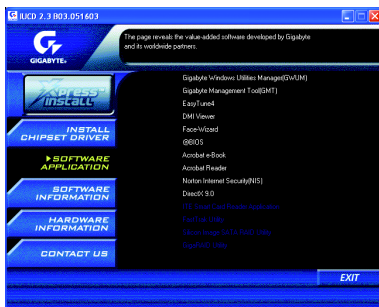 IUCD 2.3 B03.051603
The page reveals the value-added software developed by Gigabyte
and its worldwide partners.
GIGABYTE
Xpress
INSTALL
INSTALL
CHIPSET DRIVER
SOFTWARE
APPLICATION
SOFTWARE
INFORMATION
HARDWARE
INFORMATION
CONTACT US
Gigabyte Windows Utilities Manager(GWUM)
Gigabyte Management Tool(GMT)
EasyTune4
DMI Viewer
Face-Wizard
@BIOS
Acrobat e-Book
Acrobat Reader
Norton Internet Security(NIS)
DirectX 9.0
EXIT